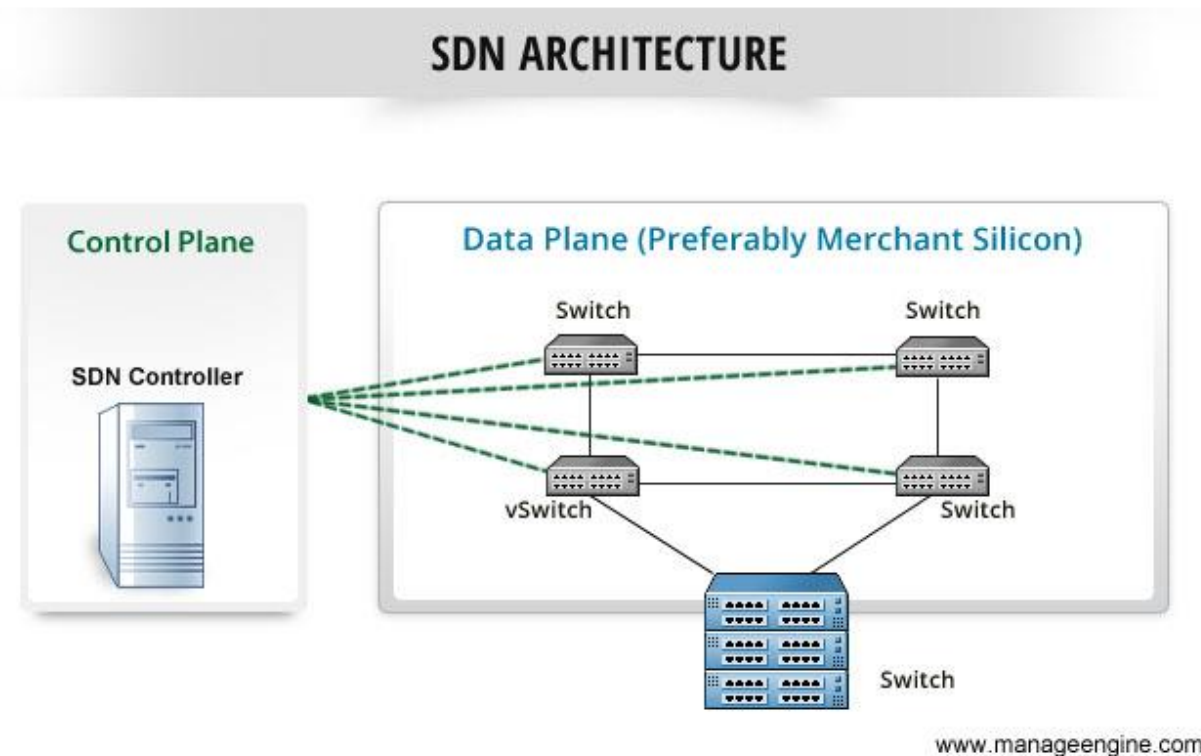 SDN ARCHITECTURE
Control Plane
SDN Controller
Data Plane (Preferably Merchant Silicon)
Switch
Switch
vSwitch
Switch
Switch
www.manageengine.com